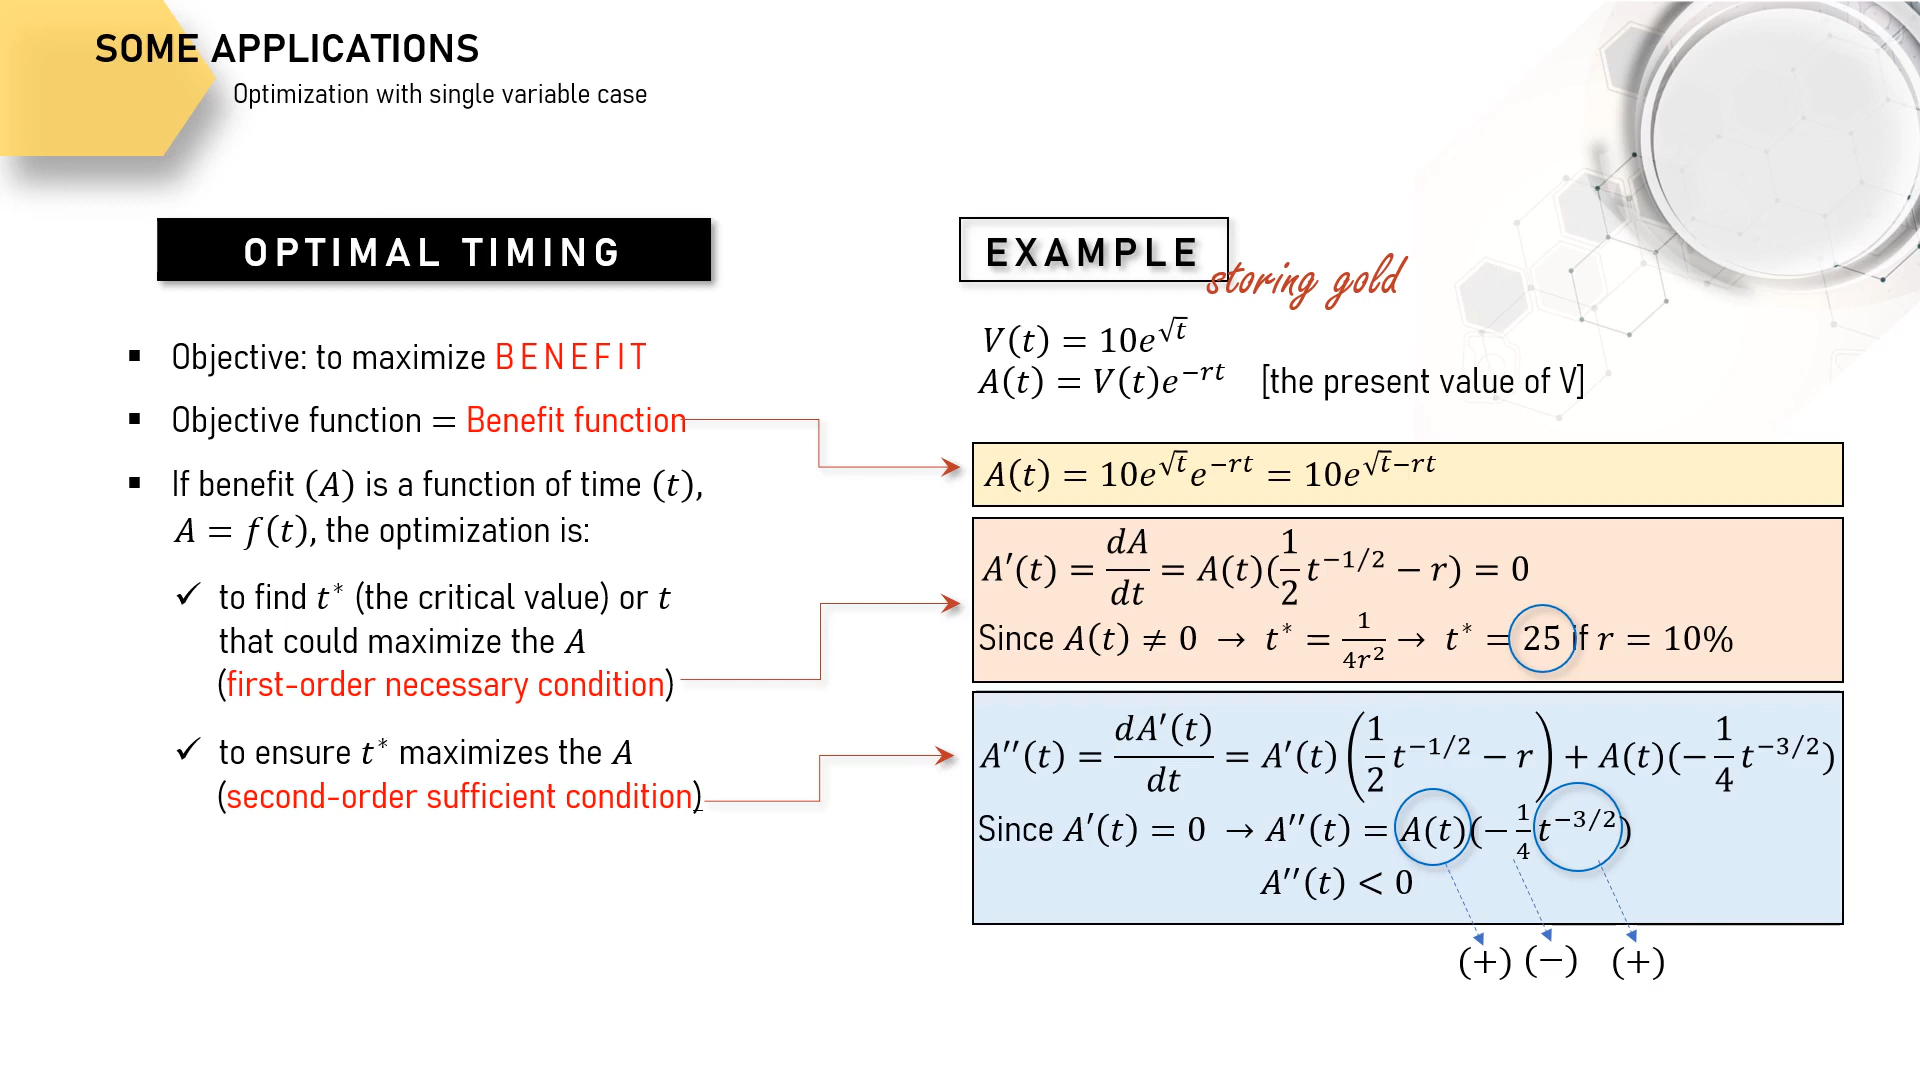 SOME APPLICATIONS
Optimization with single variable case
OPTIMAL TIMING
▪ Objective: to maximize BENEFIT
▪ Objective function = Benefit function
▪ If benefit (A) is a function of time (t),
A = f(t), the optimization is:
✓ to find t* (the critical value) or t
that could maximize the A
(first-order necessary condition)
✓ to ensure t* maximizes the A
(second-order sufficient condition)
EXAMPLE
storing gold
V(t) = 10e^{√t}
A(t) = V(t)e^{−rt} [the present value of V]
A(t) = 10e^{√t}e^{−rt} = 10e^{√t−rt}
A′(t) = dA/dt = A(t)(1/2 t^{−1/2} − r) = 0
Since A(t) ≠ 0 → t* = 1/4r² → t* = 25 if r = 10%
A′′(t) = dA′(t)/dt = A′(t)(1/2 t^{−1/2} − r) + A(t)(−1/4 t^{−3/2})
Since A′(t) = 0 → A′′(t) = A(t)(−1/4 t^{−3/2})
A′′(t) < 0
(+) (−) (+)